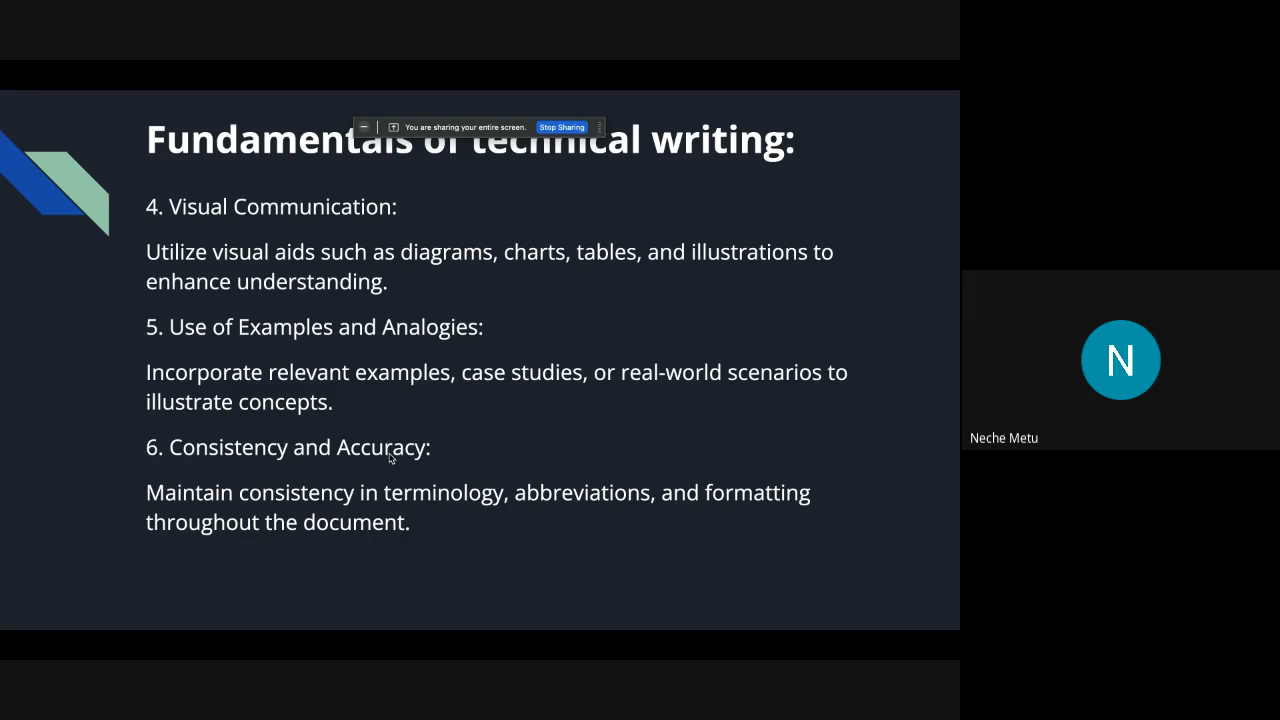 You are sharing your entire screen. Stop Sharing
Fundamentals of technical writing:
4. Visual Communication:
Utilize visual aids such as diagrams, charts, tables, and illustrations to
enhance understanding.
5. Use of Examples and Analogies:
Incorporate relevant examples, case studies, or real-world scenarios to
illustrate concepts.
6. Consistency and Accuracy:
Maintain consistency in terminology, abbreviations, and formatting
throughout the document.
N
Neche Metu